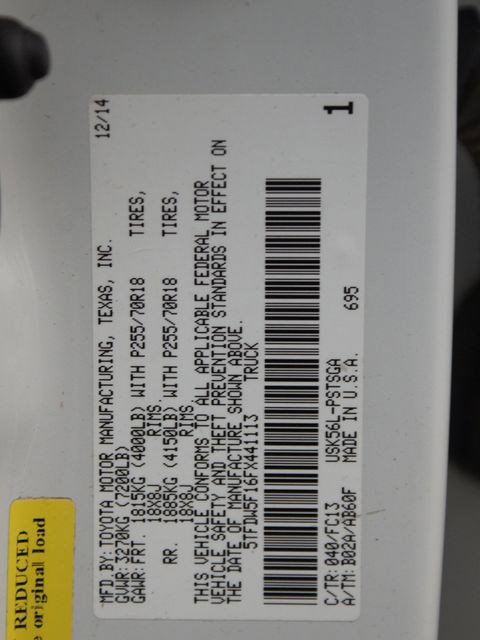 MFD.BY: TOYOTA MOTOR MANUFACTURING, TEXAS, INC. 12/14
GVWR: 3270KG (7200LB)
GAWR: FRT. 1815KG (4000LB) WITH P255/70R18 TIRES,
18X8J RIMS.
RR. 1885KG (4150LB) WITH P255/70R18 TIRES,
18X8J RIMS.
THIS VEHICLE CONFORMS TO ALL APPLICABLE FEDERAL MOTOR
VEHICLE SAFETY AND THEFT PREVENTION STANDARDS IN EFFECT ON
THE DATE OF MANUFACTURE SHOWN ABOVE.
5TFDW5F16FX441113 TRUCK
C/TR: 040/FC13 USK56L-PSTSGA 695
A/TM: B02A/AB60F MADE IN U.S.A. 1
REDUCED
original load